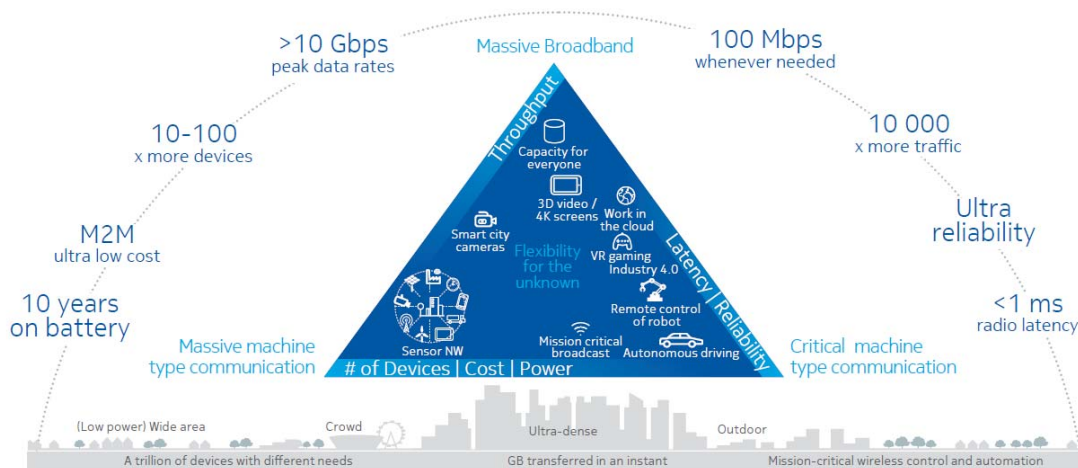 >10 Gbps
peak data rates
Massive Broadband
100 Mbps
whenever needed
10-100
x more devices
10 000
x more traffic
M2M
ultra low cost
Ultra
reliability
10 years
on battery
<1 ms
radio latency
Throughput
Capacity for
everyone
3D video /
4K screens
Work in
the cloud
Smart city
cameras
Flexibility
for the
unknown
VR gaming
Industry 4.0
Latency | Reliability
Remote control
of robot
Sensor NW
Mission critical
broadcast
Autonomous driving
Massive machine
type communication
# of Devices | Cost | Power
Critical machine
type communication
(Low power) Wide area
Crowd
Ultra-dense
Outdoor
A trillion of devices with different needs
GB transferred in an instant
Mission-critical wireless control and automation